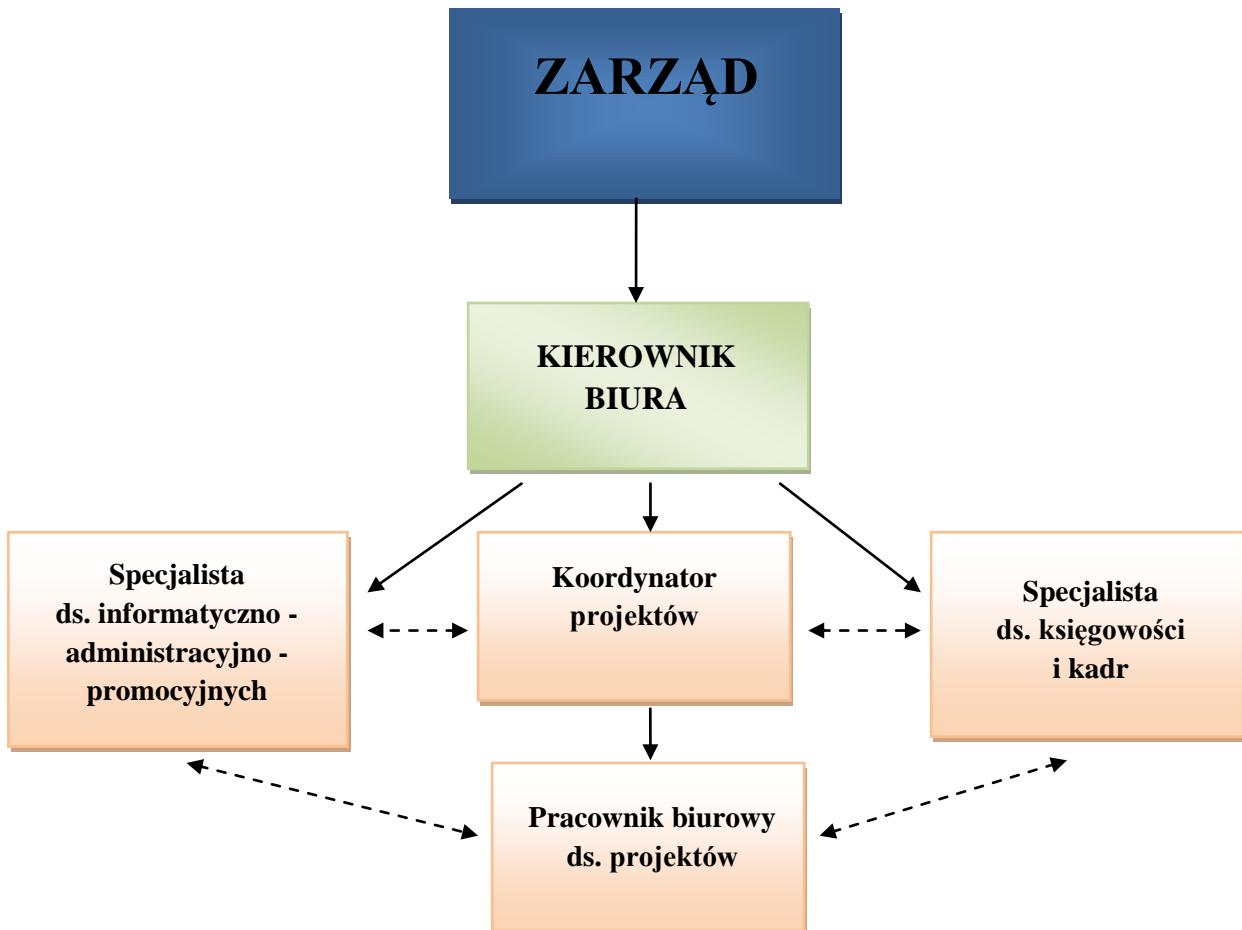 ZARZĄD
KIEROWNIK
BIURA
Specjalista
ds. informatyczno -
administracyjno -
promocyjnych
Koordynator
projektów
Specjalista
ds. księgowości
i kadr
Pracownik biurowy
ds. projektów